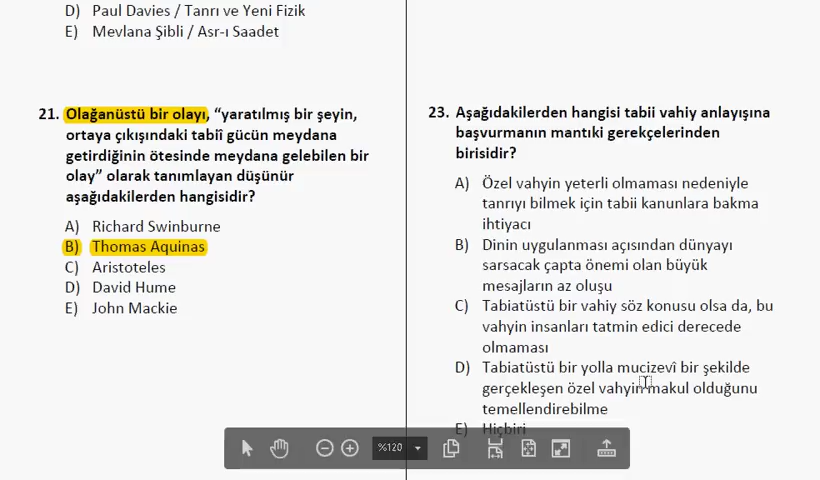 D) Paul Davies / Tanrı ve Yeni Fizik
E) Mevlana Şibli / Asr-ı Saadet
21. Olağanüstü bir olayı, “yaratılmış bir şeyin,
ortaya çıkışındaki tabiî gücün meydana
getirdiğinin ötesinde meydana gelebilen bir
olay” olarak tanımlayan düşünür
aşağıdakilerden hangisidir?
A) Richard Swinburne
B) Thomas Aquinas
C) Aristoteles
D) David Hume
E) John Mackie
23. Aşağıdakilerden hangisi tabii vahiy anlayışına
başvurmanın mantıki gerekçelerinden
birisidir?
A) Özel vahyin yeterli olmaması nedeniyle
tanrıyı bilmek için tabii kanunlara bakma
ihtiyacı
B) Dinin uygulanması açısından dünyayı
sarsacak çapta önemi olan büyük
mesajların az oluşu
C) Tabiatüstü bir vahiy söz konusu olsa da, bu
vahyin insanları tatmin edici derecede
olmaması
D) Tabiatüstü bir yolla mucizevî bir şekilde
gerçekleşen özel vahyin makul olduğunu
temellendirebilme
E) Hiçbiri
%120